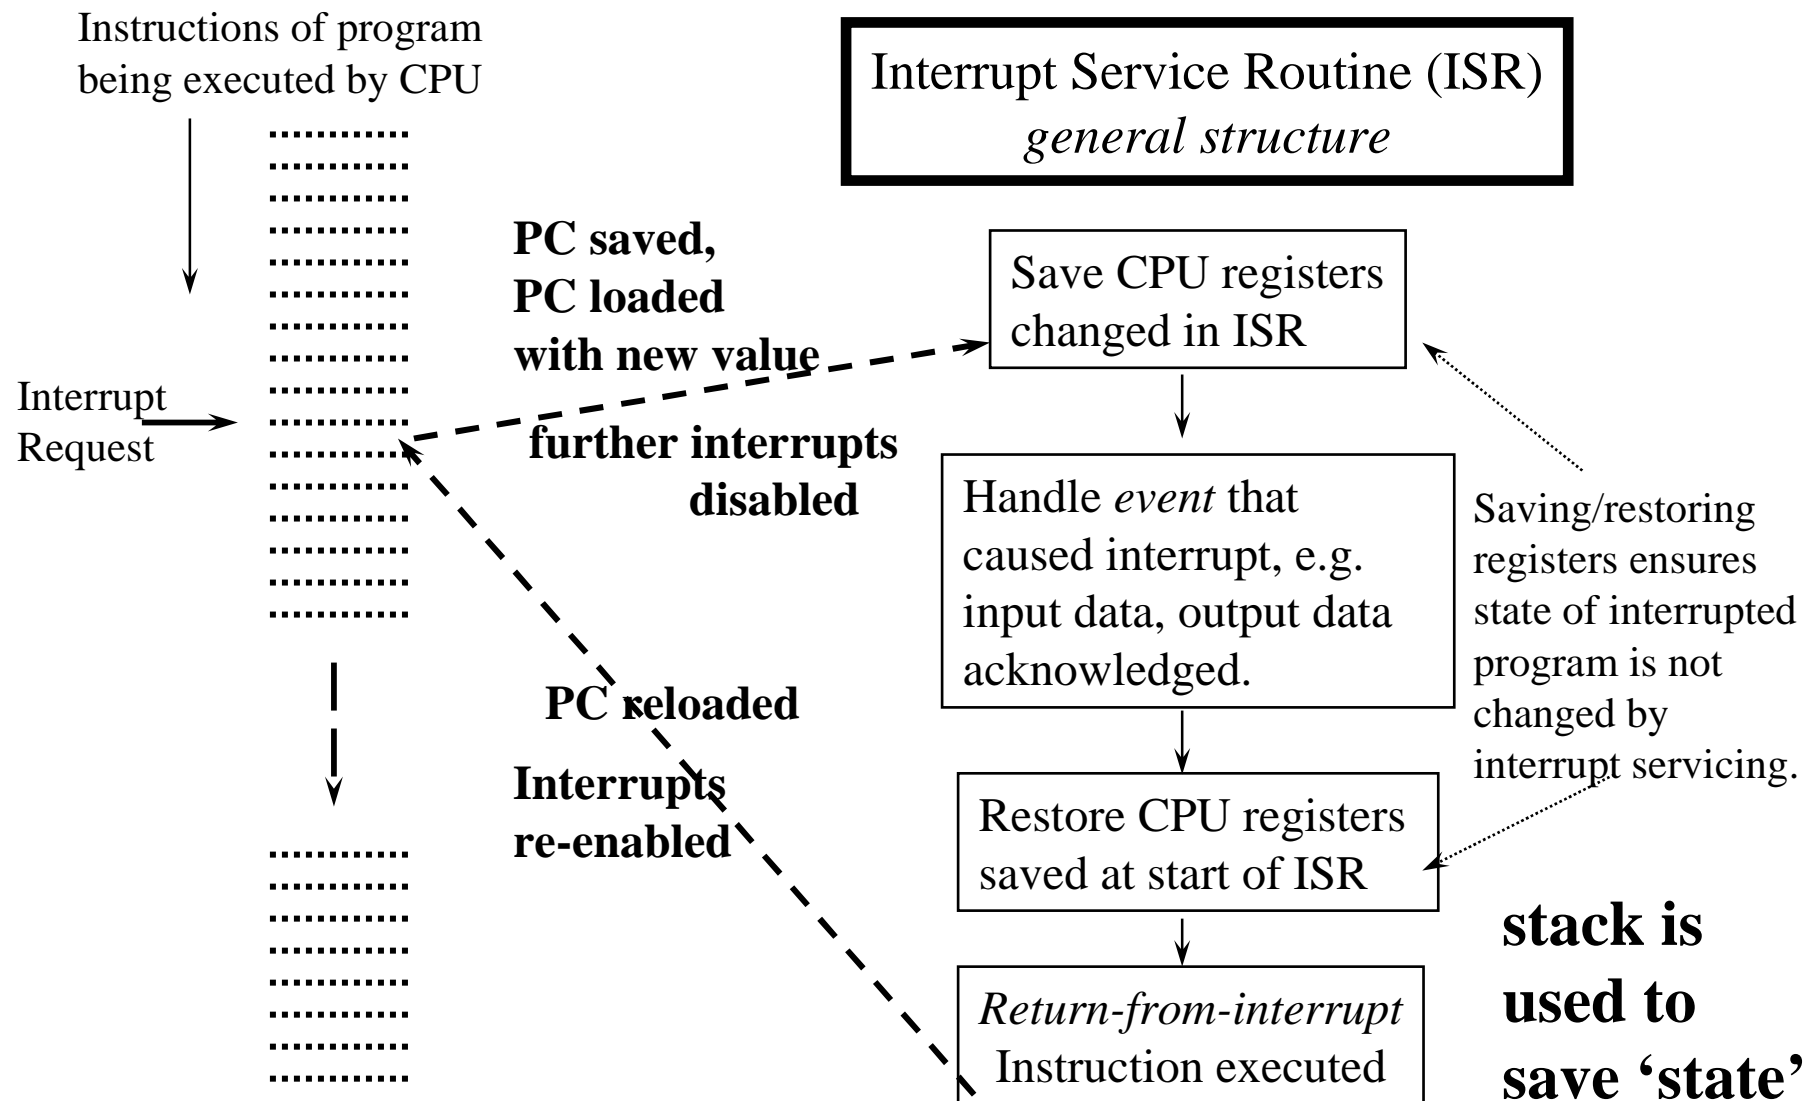 Instructions of program
being executed by CPU
Interrupt Service Routine (ISR)
general structure
PC saved,
PC loaded
with new value
Save CPU registers
changed in ISR
Interrupt
Request
further interrupts
disabled
Handle event that
caused interrupt, e.g.
input data, output data
acknowledged.
Saving/restoring
registers ensures
state of interrupted
program is not
changed by
interrupt servicing.
PC reloaded
Interrupts
re-enabled
Restore CPU registers
saved at start of ISR
Return-from-interrupt
Instruction executed
stack is
used to
save ‘state’